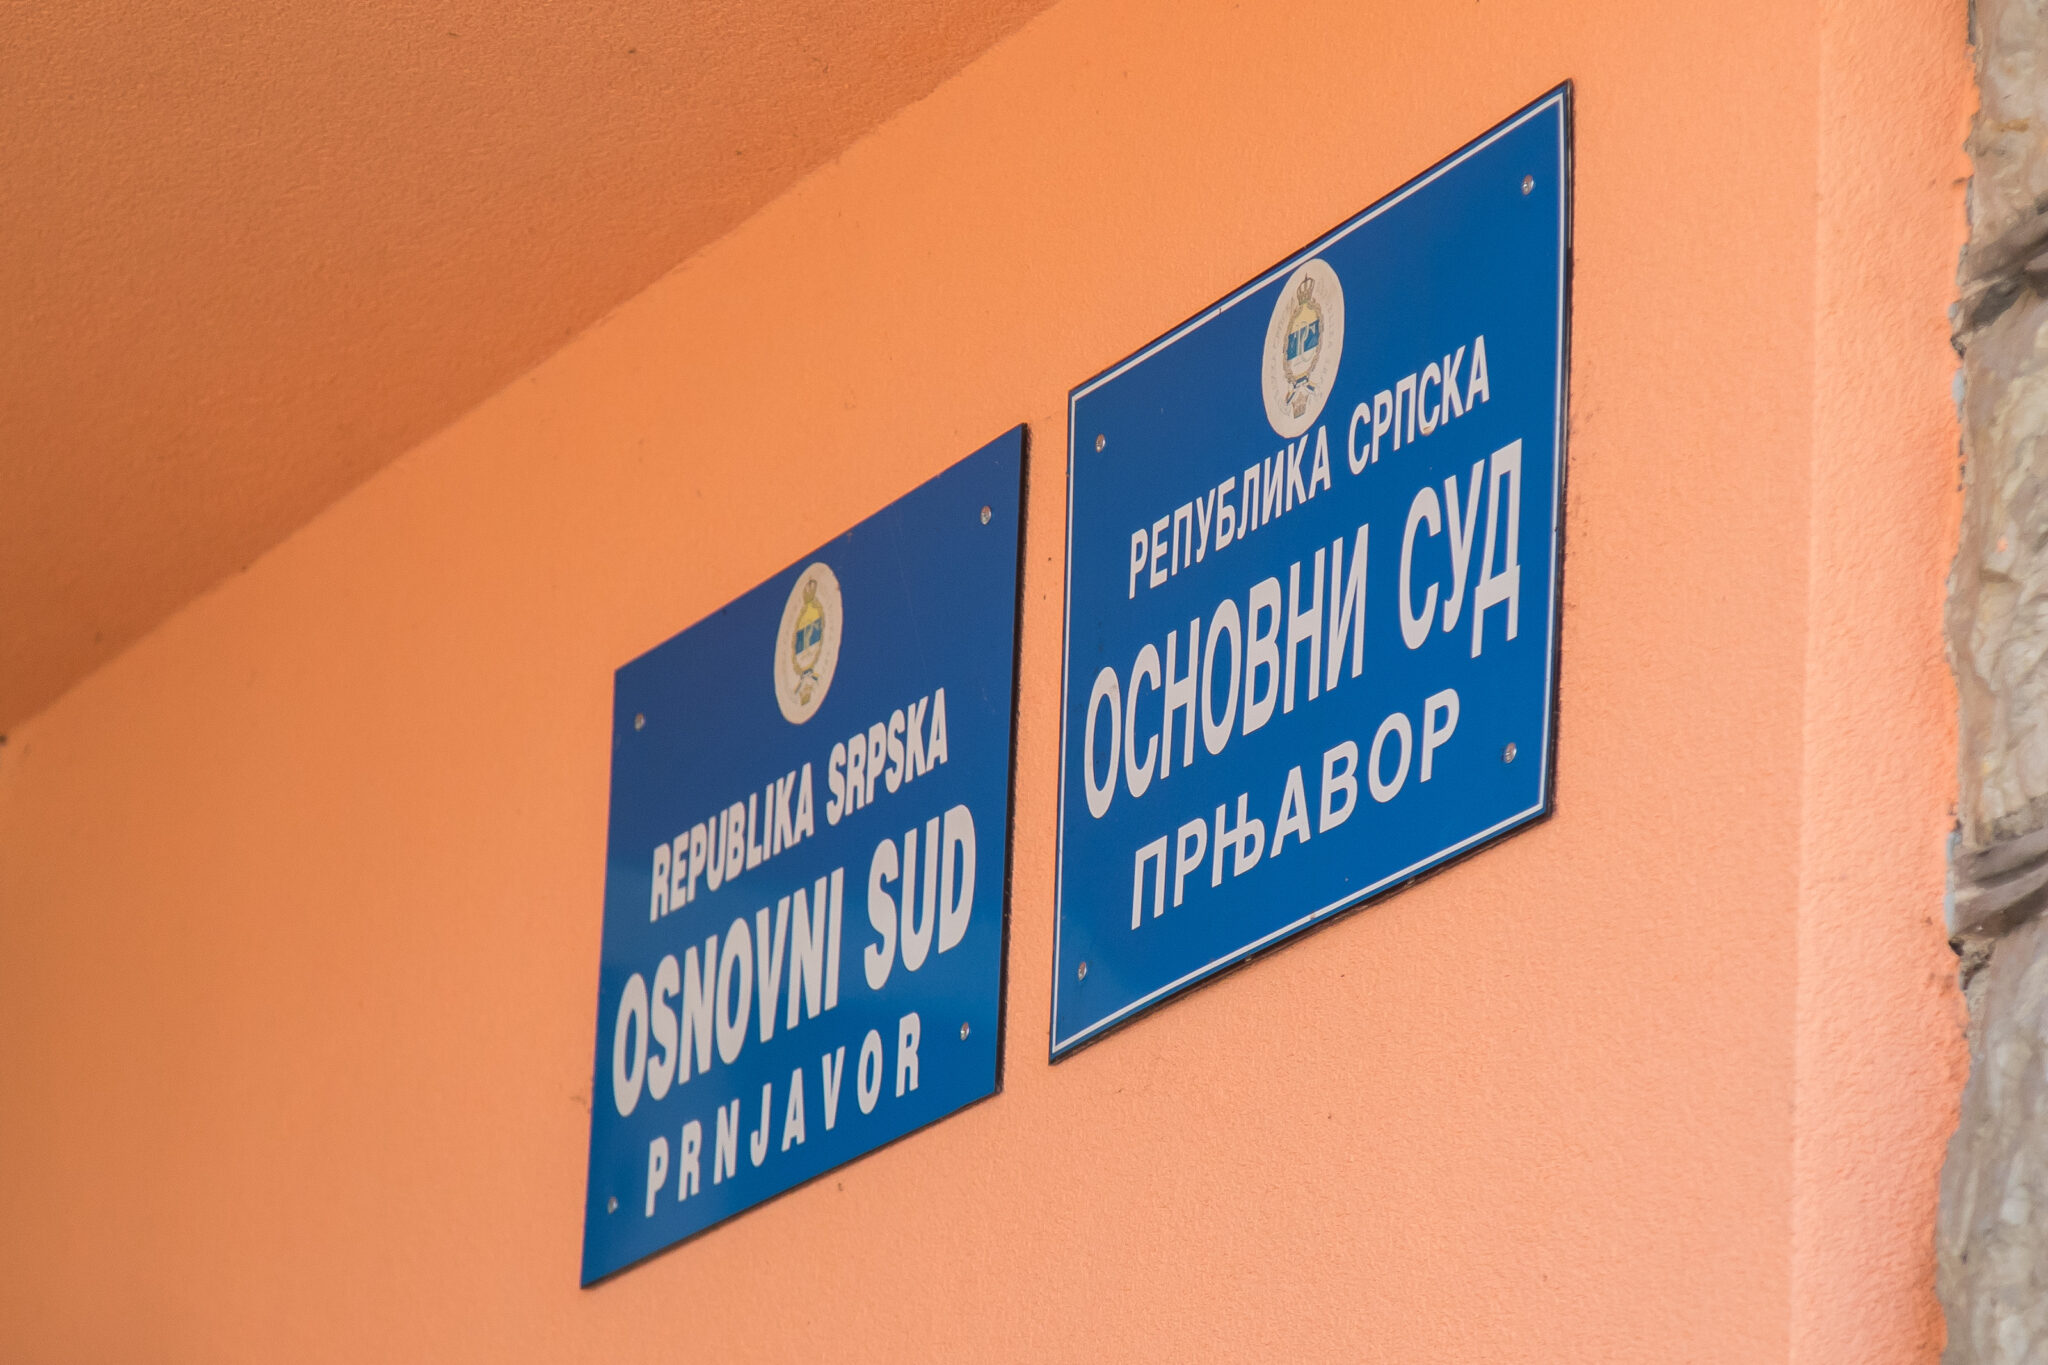 REPUBLIKA SRPSKA
OSNOVNI SUD
PRNJAVOR
РЕПУБЛИКА СРПСКА
ОСНОВНИ СУД
ПРЊАВОР